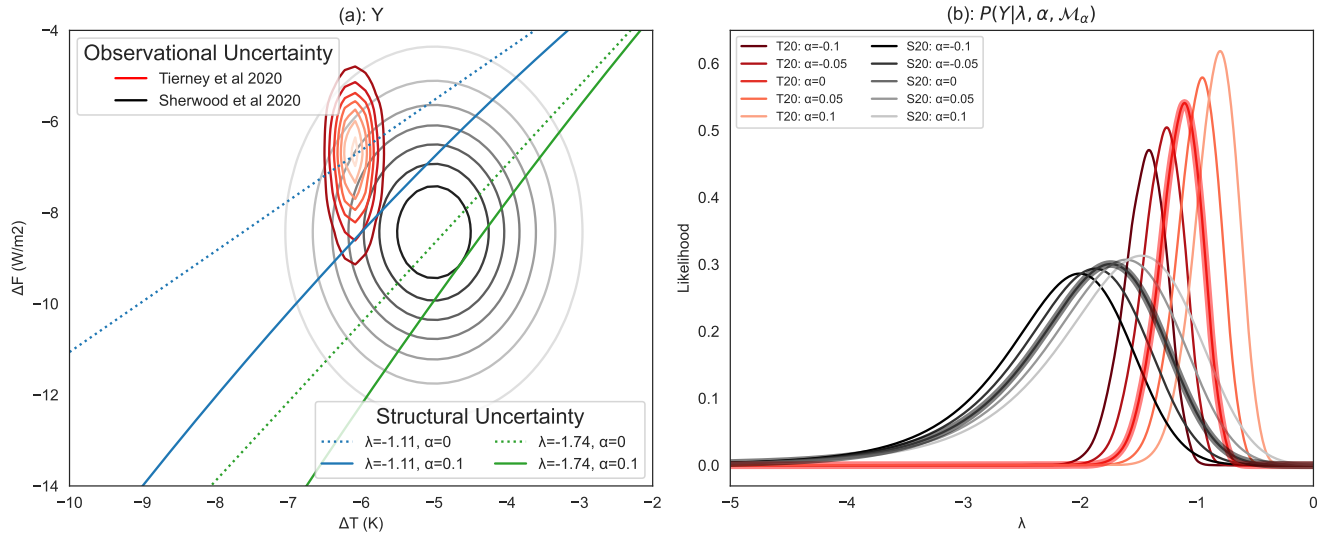 (a): Y
Observational Uncertainty
Tierney et al 2020
Sherwood et al 2020
−4
−6
−8
−10
−12
−14
ΔF (W/m2)
Structural Uncertainty
λ=-1.11, α=0
λ=-1.11, α=0.1
λ=-1.74, α=0
λ=-1.74, α=0.1
−10 −9 −8 −7 −6 −5 −4 −3 −2
ΔT (K)
(b): P(Y|λ, α, ℳα)
T20: α=-0.1
T20: α=-0.05
T20: α=0
T20: α=0.05
T20: α=0.1
S20: α=-0.1
S20: α=-0.05
S20: α=0
S20: α=0.05
S20: α=0.1
0.6
0.5
0.4
0.3
0.2
0.1
0.0
Likelihood
−5 −4 −3 −2 −1 0
λ